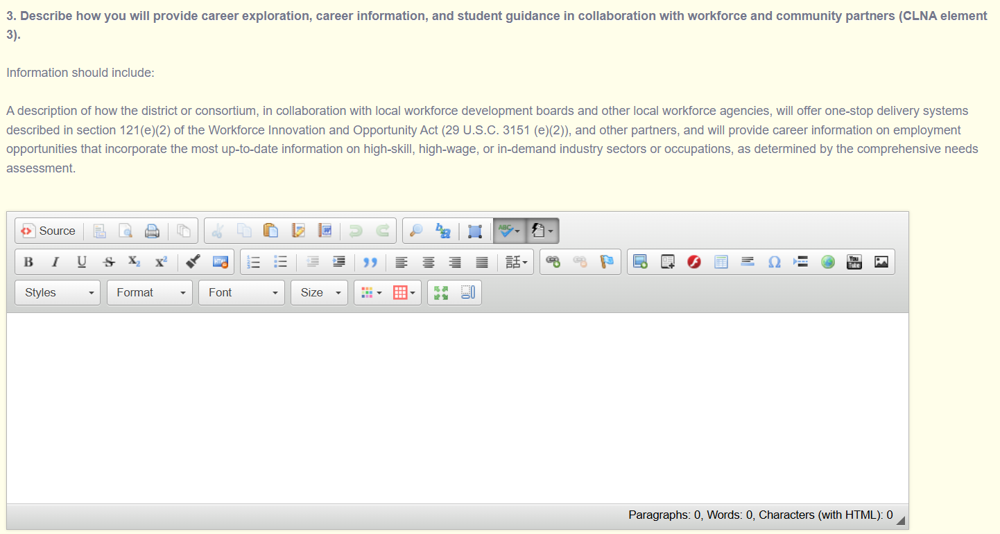 3. Describe how you will provide career exploration, career information, and student guidance in collaboration with workforce and community partners (CLNA element
3).
Information should include:
A description of how the district or consortium, in collaboration with local workforce development boards and other local workforce agencies, will offer one-stop delivery systems
described in section 121(e)(2) of the Workforce Innovation and Opportunity Act (29 U.S.C. 3151 (e)(2)), and other partners, and will provide career information on employment
opportunities that incorporate the most up-to-date information on high-skill, high-wage, or in-demand industry sectors or occupations, as determined by the comprehensive needs
assessment.
Source W b a ABC
B I U S X2 X² HTML 話 Ω You Tube
Styles Format Font Size
Paragraphs: 0, Words: 0, Characters (with HTML): 0